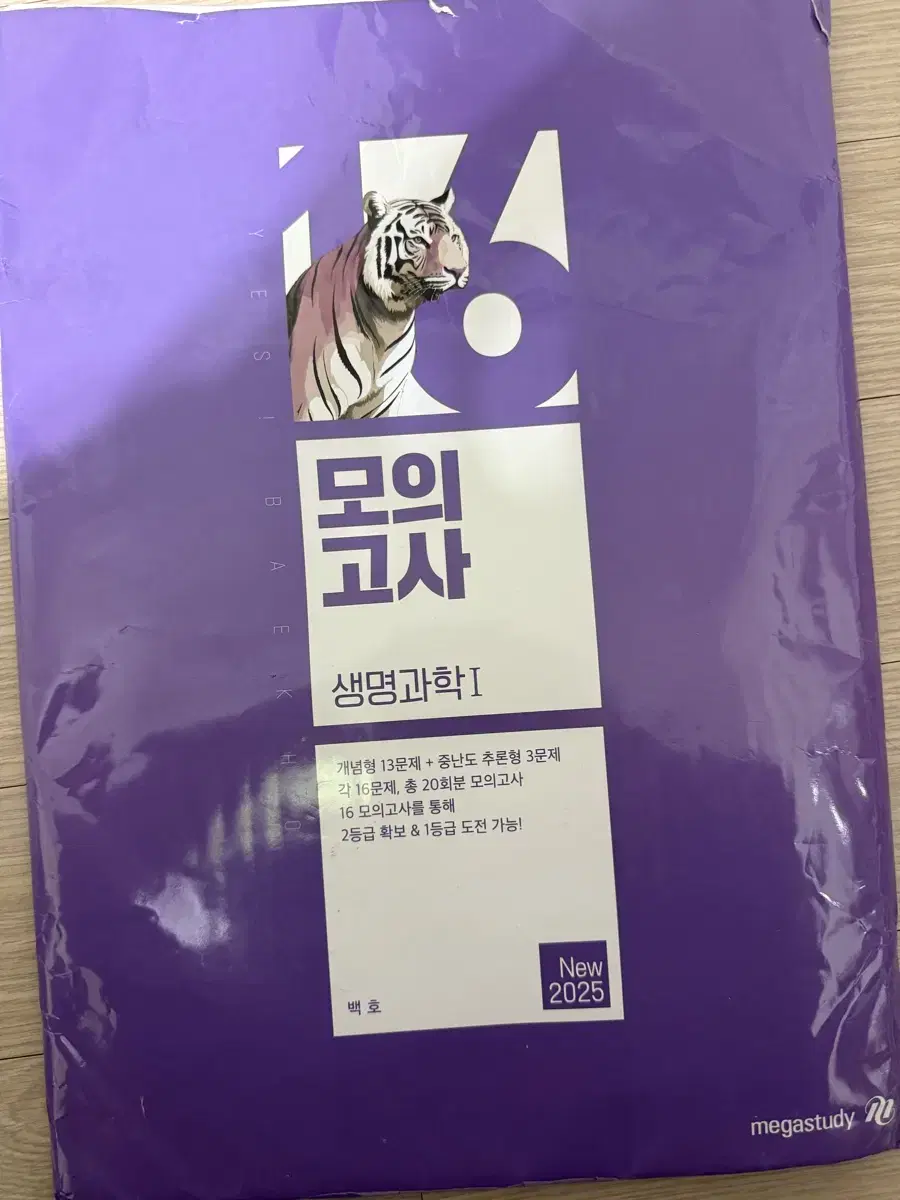 16
YES! BAEK HO
모의
고사
생명과학 I
개념형 13문제 + 중난도 추론형 3문제
각 16문제, 총 20회분 모의고사
16 모의고사를 통해
2등급 확보 & 1등급 도전 가능!
New
2025
백호
megastudy